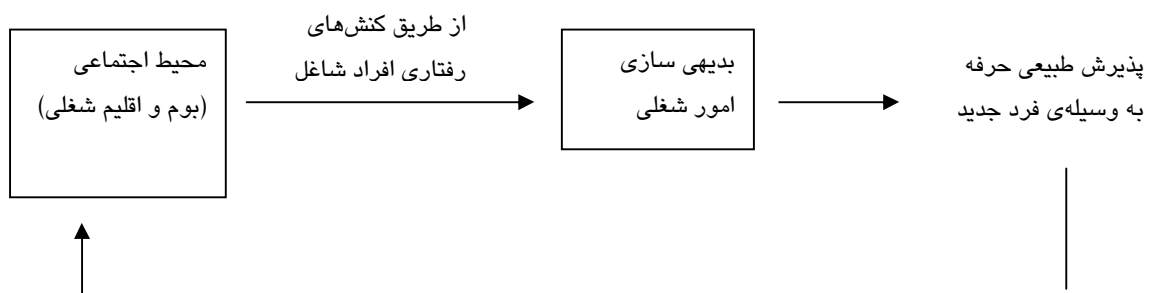 محیط اجتماعی
(بوم و اقلیم شغلی)
از طریق کنش‌های
رفتاری افراد شاغل
بدیهی سازی
امور شغلی
پذیرش طبیعی حرفه
به وسیله‌ی فرد جدید